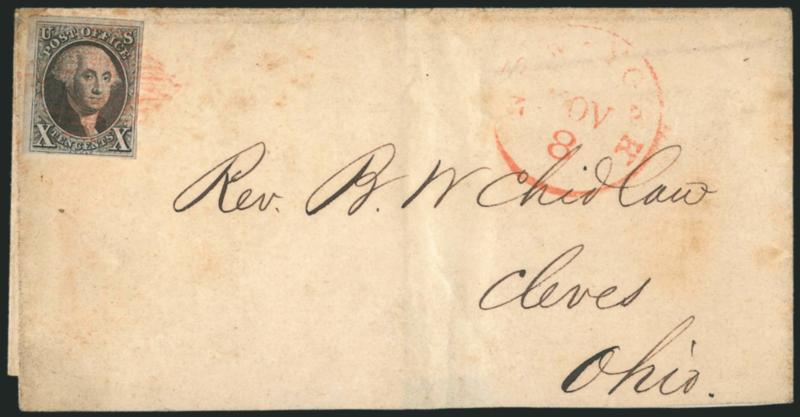 U S
POST OFFICE
X TEN CENTS X
NOV
8
Rev. B. W Chidlaw
Cleves
Ohio.